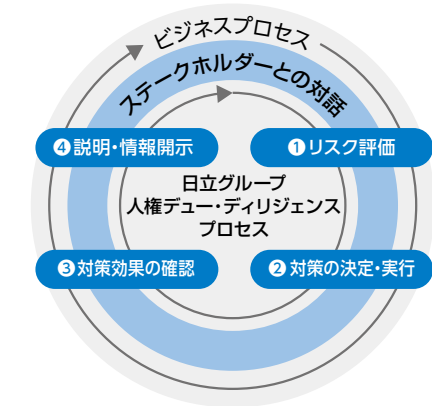 ビジネスプロセス
ステークホルダーとの対話
❹説明・情報開示
❶リスク評価
日立グループ
人権デュー・ディリジェンス
プロセス
❸対策効果の確認
❷対策の決定・実行